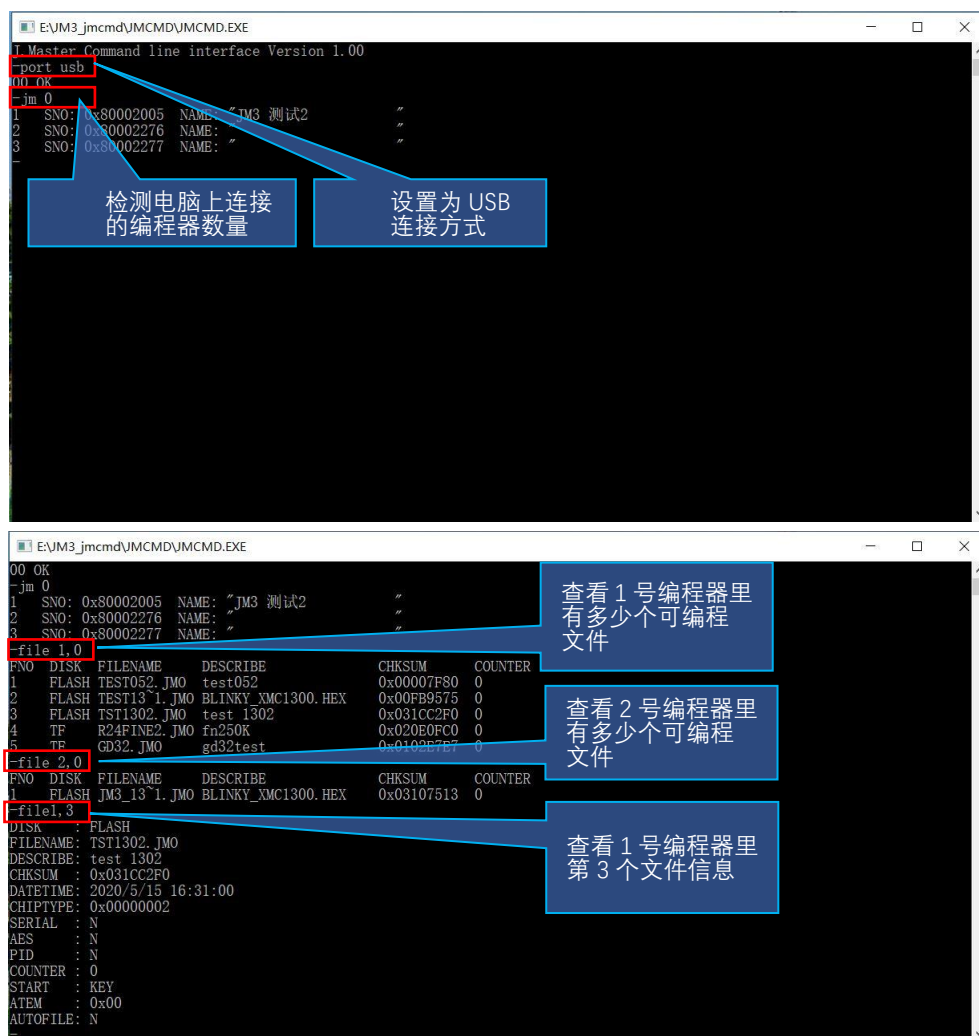 E:\JM3_jmcmd\JMCMD\JMCMD.EXE
J.Master Command line interface Version 1.00
-port usb
00 OK
-jm 0
1 SNO: 0x80002005 NAME: "JM3 测试2 "
2 SNO: 0x80002276 NAME: " "
3 SNO: 0x80002277 NAME: " "
-
检测电脑上连接
的编程器数量
设置为 USB
连接方式
E:\JM3_jmcmd\JMCMD\JMCMD.EXE
00 OK
-jm 0
1 SNO: 0x80002005 NAME: "JM3 测试2 "
2 SNO: 0x80002276 NAME: " "
3 SNO: 0x80002277 NAME: " "
-file 1,0
FNO DISK FILENAME DESCRIBE CHKSUM COUNTER
1 FLASH TEST052.JMO test052 0x00007F80 0
2 FLASH TEST13~1.JMO BLINKY_XMC1300.HEX 0x00FB9575 0
3 FLASH TST1302.JMO test 1302 0x031CC2F0 0
4 TF R24FINE2.JMO fn250K 0x020E0FC0 0
5 TF GD32.JMO gd32test 0x0102E7E7 0
-file 2,0
FNO DISK FILENAME DESCRIBE CHKSUM COUNTER
1 FLASH JM3_13~1.JMO BLINKY_XMC1300.HEX 0x03107513 0
-file1,3
DISK : FLASH
FILENAME: TST1302.JMO
DESCRIBE: test 1302
CHKSUM : 0x031CC2F0
DATETIME: 2020/5/15 16:31:00
CHIPTYPE: 0x00000002
SERIAL : N
AES : N
PID : N
COUNTER : 0
START : KEY
ATEM : 0x00
AUTOFILE: N
-
查看 1 号编程器里
有多少个可编程
文件
查看 2 号编程器里
有多少个可编程
文件
查看 1 号编程器里
第 3 个文件信息